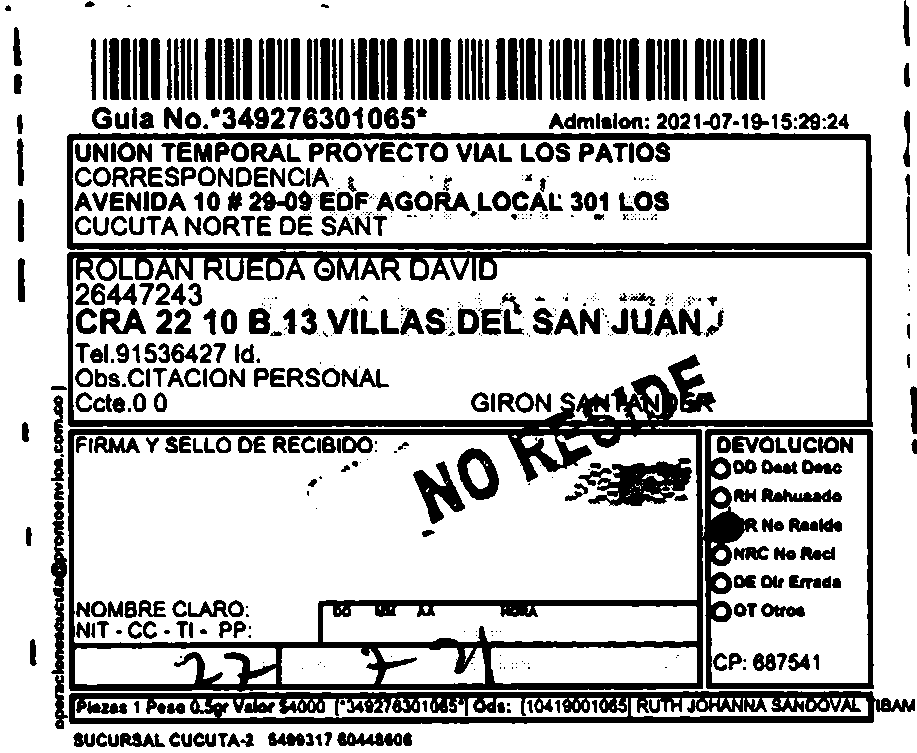 Guia No.*349276301065*
Admision: 2021-07-19-15:29:24
UNION TEMPORAL PROYECTO VIAL LOS PATIOS
CORRESPONDENCIA
AVENIDA 10 # 29-09 EDF AGORA LOCAL 301 LOS
CUCUTA NORTE DE SANT
ROLDAN RUEDA OMAR DAVID
26447243
CRA 22 10 B 13 VILLAS DEL SAN JUAN
Tel.91536427 Id.
Obs.CITACION PERSONAL
Ccte.0 0
GIRON SANTANDER
NO RESIDE
FIRMA Y SELLO DE RECIBIDO:
DEVOLUCION
DD Dest Desc
RH Rehusado
NR No Reside
NRC No Recl
DE Dir Errada
OT Otros
CP: 687541
NOMBRE CLARO:
NIT - CC - TI - PP:
DD MM AA HORA
27 7 21
Piezas 1 Peso 0.5gr Valor $4000 [*349276301065*] Ods: [10419001065] RUTH JOHANNA SANDOVAL TIBAM
SUCURSAL CUCUTA-2 5499317 60448606
operacionescucuta@prontoenvios.com.co